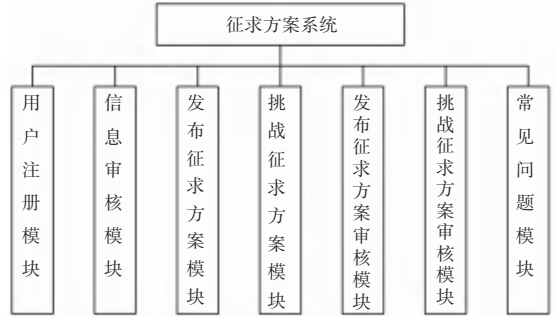 征求方案系统
用户注册模块
信息审核模块
发布征求方案模块
挑战征求方案模块
发布征求方案审核模块
挑战征求方案审核模块
常见问题模块